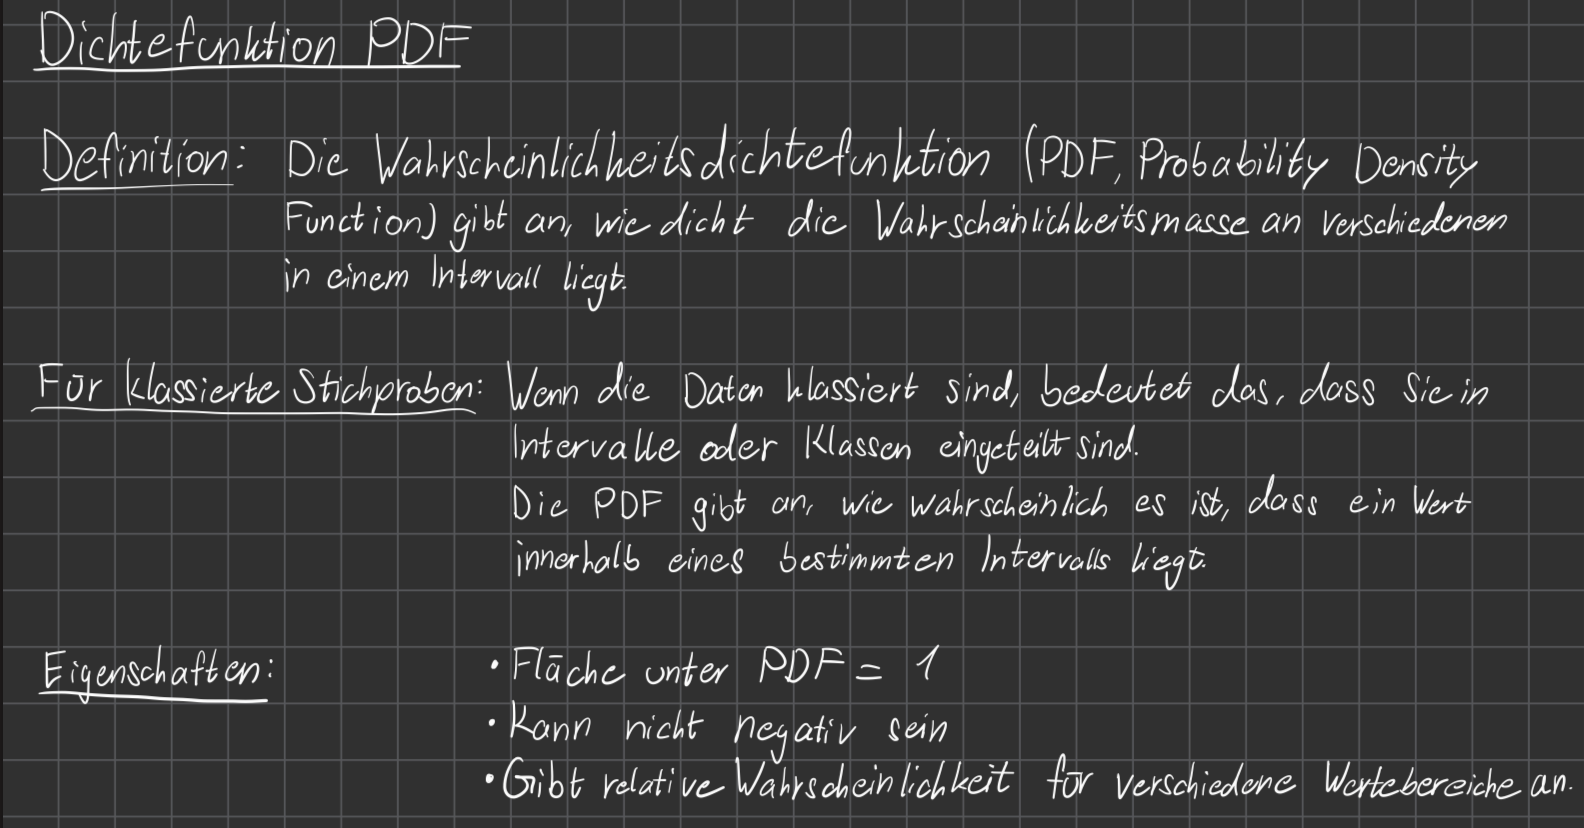 Dichtefunktion PDF
Definition: Die Wahrscheinlichkeitsdichtefunktion (PDF, Probability Density
Function) gibt an, wie dicht die Wahrscheinlichkeitsmasse an verschiedenen
in einem Intervall liegt.
Für klassierte Stichproben: Wenn die Daten klassiert sind, bedeutet das, dass sie in
Intervalle oder Klassen eingeteilt sind.
Die PDF gibt an, wie wahrscheinlich es ist, dass ein Wert
innerhalb eines bestimmten Intervalls liegt.
Eigenschaften: • Fläche unter PDF = 1
• Kann nicht negativ sein
• Gibt relative Wahrscheinlichkeit für verschiedene Wertebereiche an.